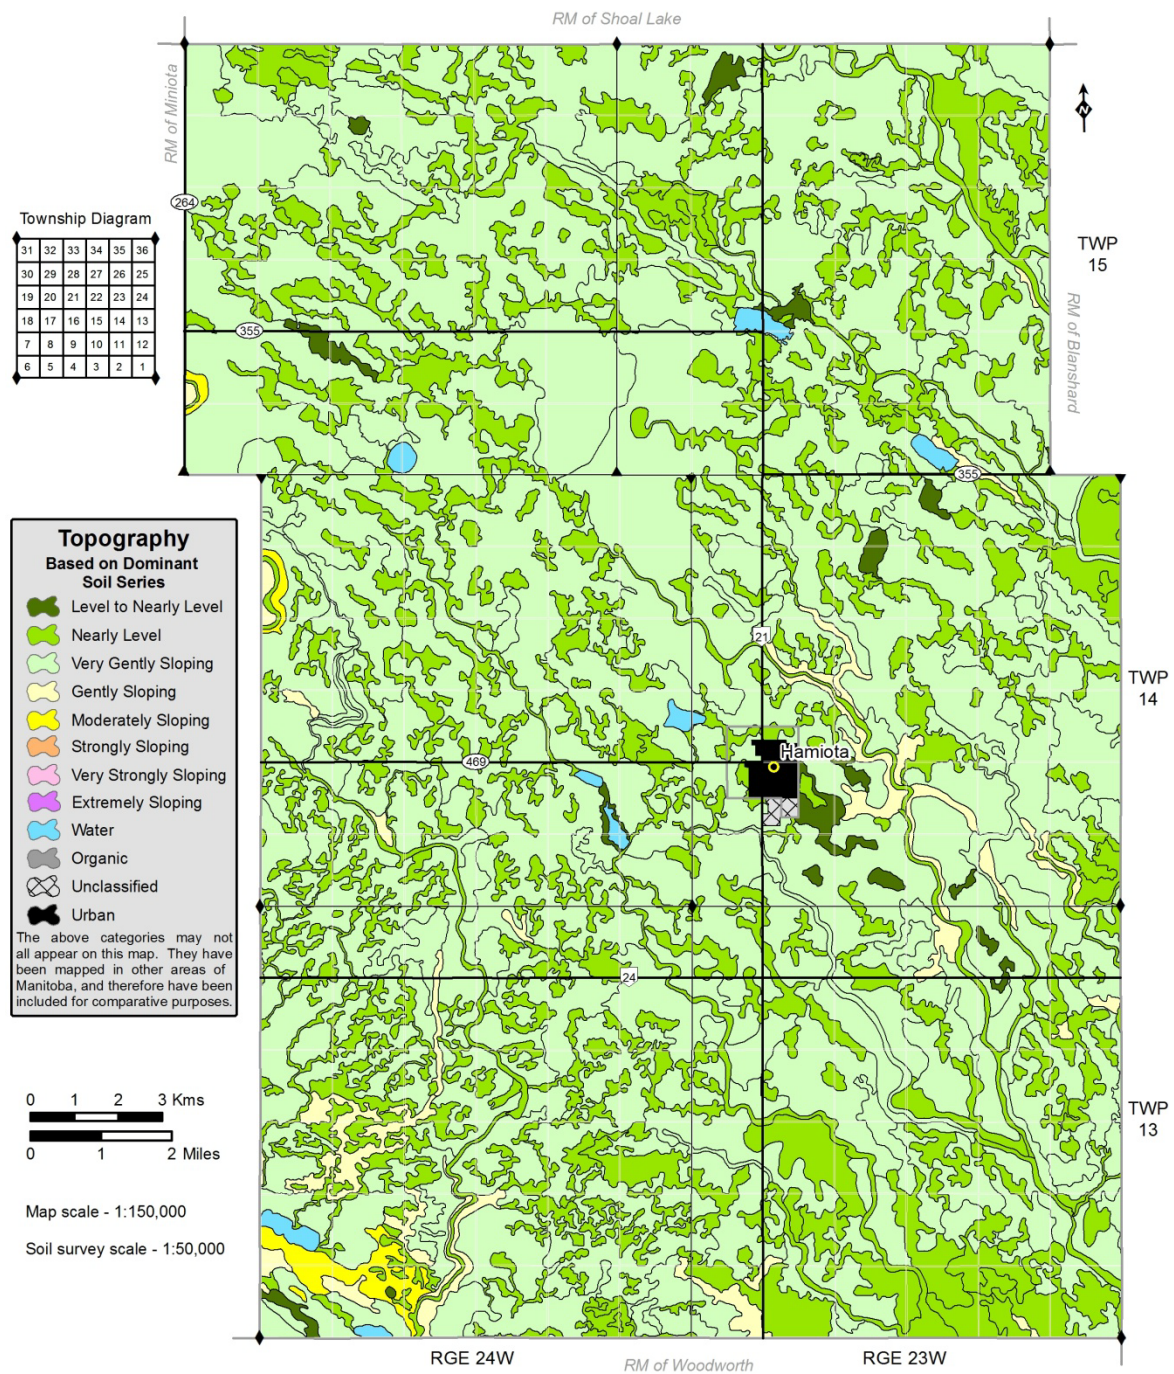 RM of Shoal Lake
RM of Miniota
264
Township Diagram
31 32 33 34 35 36
30 29 28 27 26 25
19 20 21 22 23 24
18 17 16 15 14 13
7 8 9 10 11 12
6 5 4 3 2 1
N
TWP
15
RM of Blanshard
355
355
Topography
Based on Dominant
Soil Series
Level to Nearly Level
Nearly Level
Very Gently Sloping
Gently Sloping
Moderately Sloping
Strongly Sloping
Very Strongly Sloping
Extremely Sloping
Water
Organic
Unclassified
Urban
The above categories may not
all appear on this map. They have
been mapped in other areas of
Manitoba, and therefore have been
included for comparative purposes.
21
TWP
14
Hamiota
469
24
0 1 2 3 Kms
0 1 2 Miles
TWP
13
Map scale - 1:150,000
Soil survey scale - 1:50,000
RGE 24W
RM of Woodworth
RGE 23W